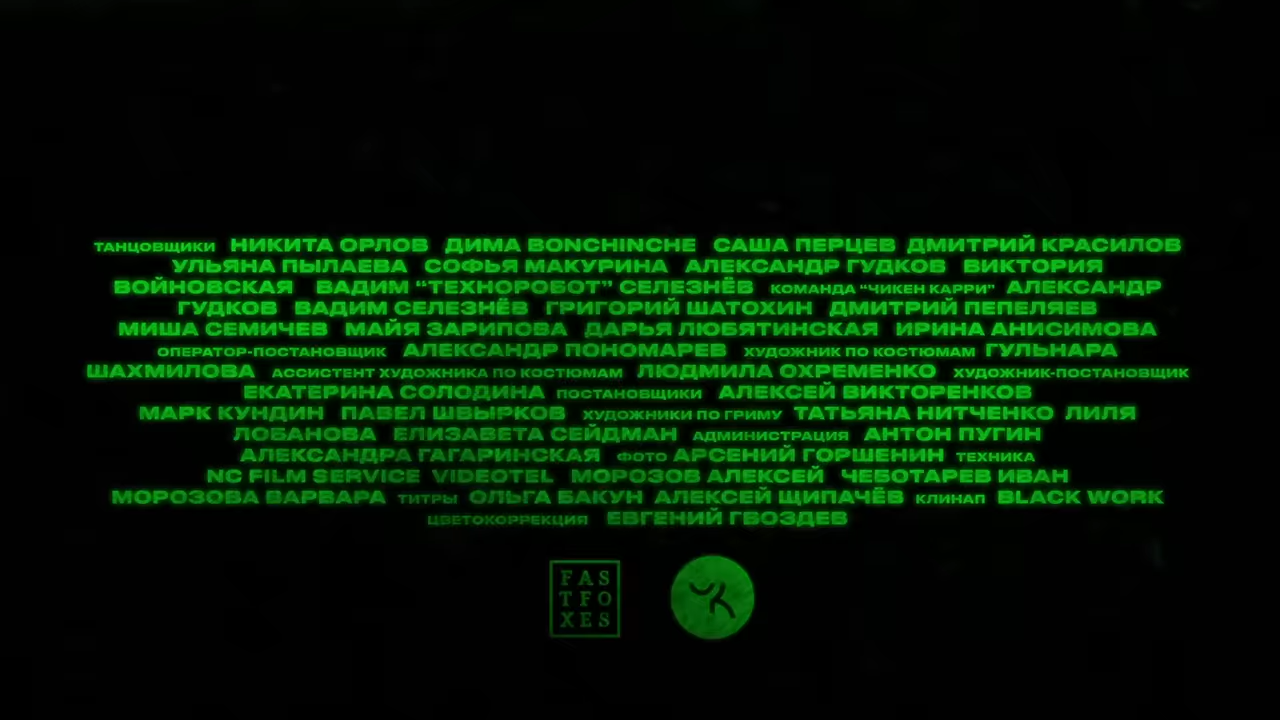 ТАНЦОВЩИКИ НИКИТА ОРЛОВ ДИМА BONCHINCHE САША ПЕРЦЕВ ДМИТРИЙ КРАСИЛОВ
УЛЬЯНА ПЫЛАЕВА СОФЬЯ МАКУРИНА АЛЕКСАНДР ГУДКОВ ВИКТОРИЯ
ВОЙНОВСКАЯ ВАДИМ “ТЕХНОРОБОТ” СЕЛЕЗНЁВ КОМАНДА “ЧИКЕН КАРРИ” АЛЕКСАНДР
ГУДКОВ ВАДИМ СЕЛЕЗНЁВ ГРИГОРИЙ ШАТОХИН ДМИТРИЙ ПЕПЕЛЯЕВ
МИША СЕМИЧЕВ МАЙЯ ЗАРИПОВА ДАРЬЯ ЛЮБЯТИНСКАЯ ИРИНА АНИСИМОВА
ОПЕРАТОР-ПОСТАНОВЩИК АЛЕКСАНДР ПОНОМАРЕВ ХУДОЖНИК ПО КОСТЮМАМ ГУЛЬНАРА
ШАХМИЛОВА АССИСТЕНТ ХУДОЖНИКА ПО КОСТЮМАМ ЛЮДМИЛА ОХРЕМЕНКО ХУДОЖНИК-ПОСТАНОВЩИК
ЕКАТЕРИНА СОЛОДИНА ПОСТАНОВЩИКИ АЛЕКСЕЙ ВИКТОРЕНКОВ
МАРК КУНДИН ПАВЕЛ ШВЫРКОВ ХУДОЖНИКИ ПО ГРИМУ ТАТЬЯНА НИТЧЕНКО ЛИЛЯ
ЛОБАНОВА ЕЛИЗАВЕТА СЕЙДМАН АДМИНИСТРАЦИЯ АНТОН ПУГИН
АЛЕКСАНДРА ГАГАРИНСКАЯ ФОТО АРСЕНИЙ ГОРШЕНИН ТЕХНИКА
NC FILM SERVICE VIDEOTEL МОРОЗОВ АЛЕКСЕЙ ЧЕБОТАРЕВ ИВАН
МОРОЗОВА ВАРВАРА ТИТРЫ ОЛЬГА БАКУН АЛЕКСЕЙ ЩИПАЧЁВ КЛИНАП BLACK WORK
ЦВЕТОКОРРЕКЦИЯ ЕВГЕНИЙ ГВОЗДЕВ
FAS
TFO
XES